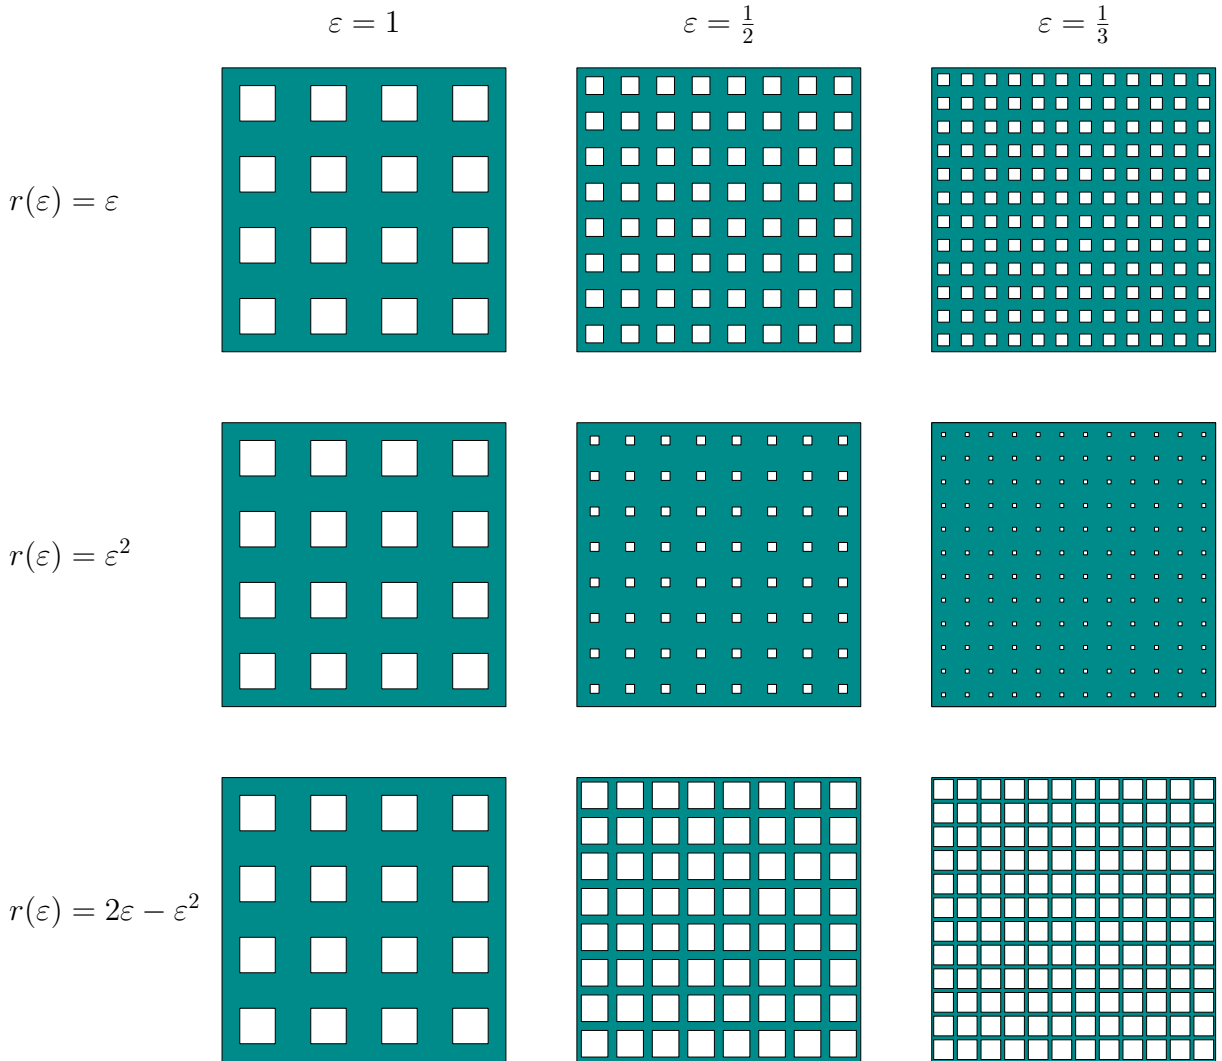 ε = 1 ε = 1/2 ε = 1/3
r(ε) = ε
r(ε) = ε²
r(ε) = 2ε − ε²